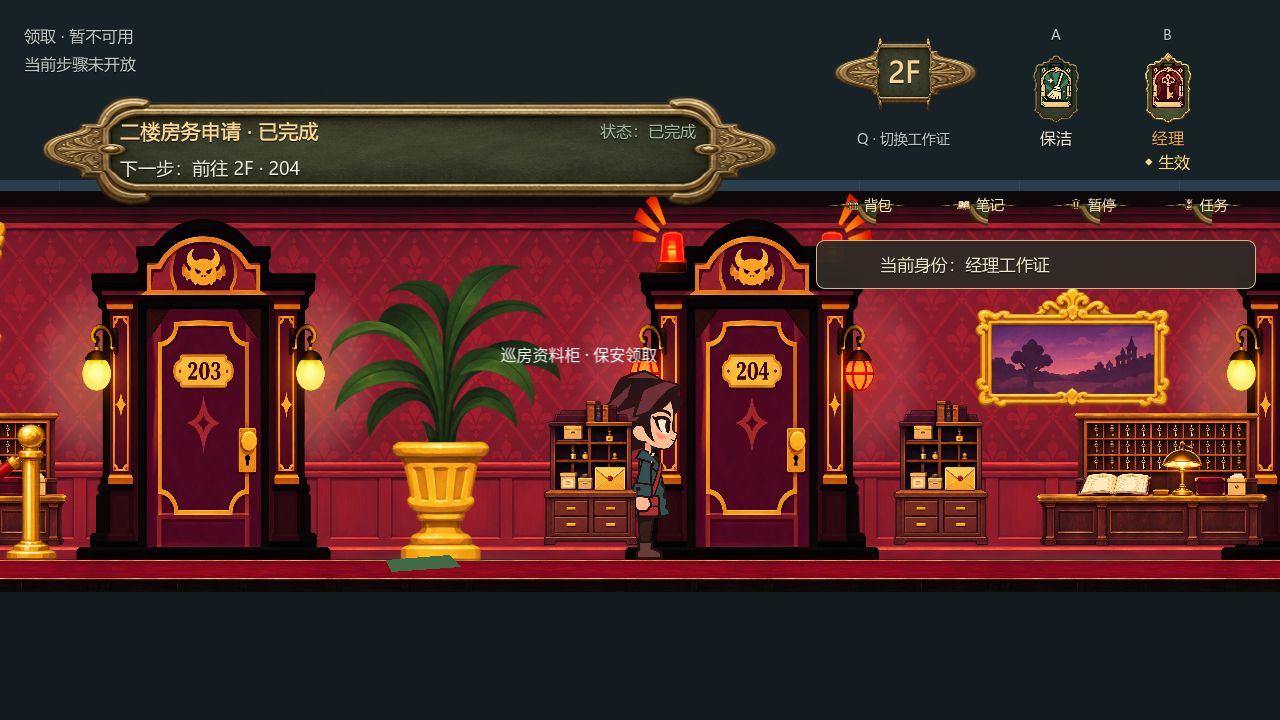 领取 · 暂不可用
当前步骤未开放
二楼房务申请 · 已完成
状态：已完成
下一步：前往 2F · 204
2F
Q · 切换工作证
A
保洁
B
经理
◆ 生效
背包
笔记
暂停
任务
当前身份：经理工作证
巡房资料柜 · 保安领取
203
204